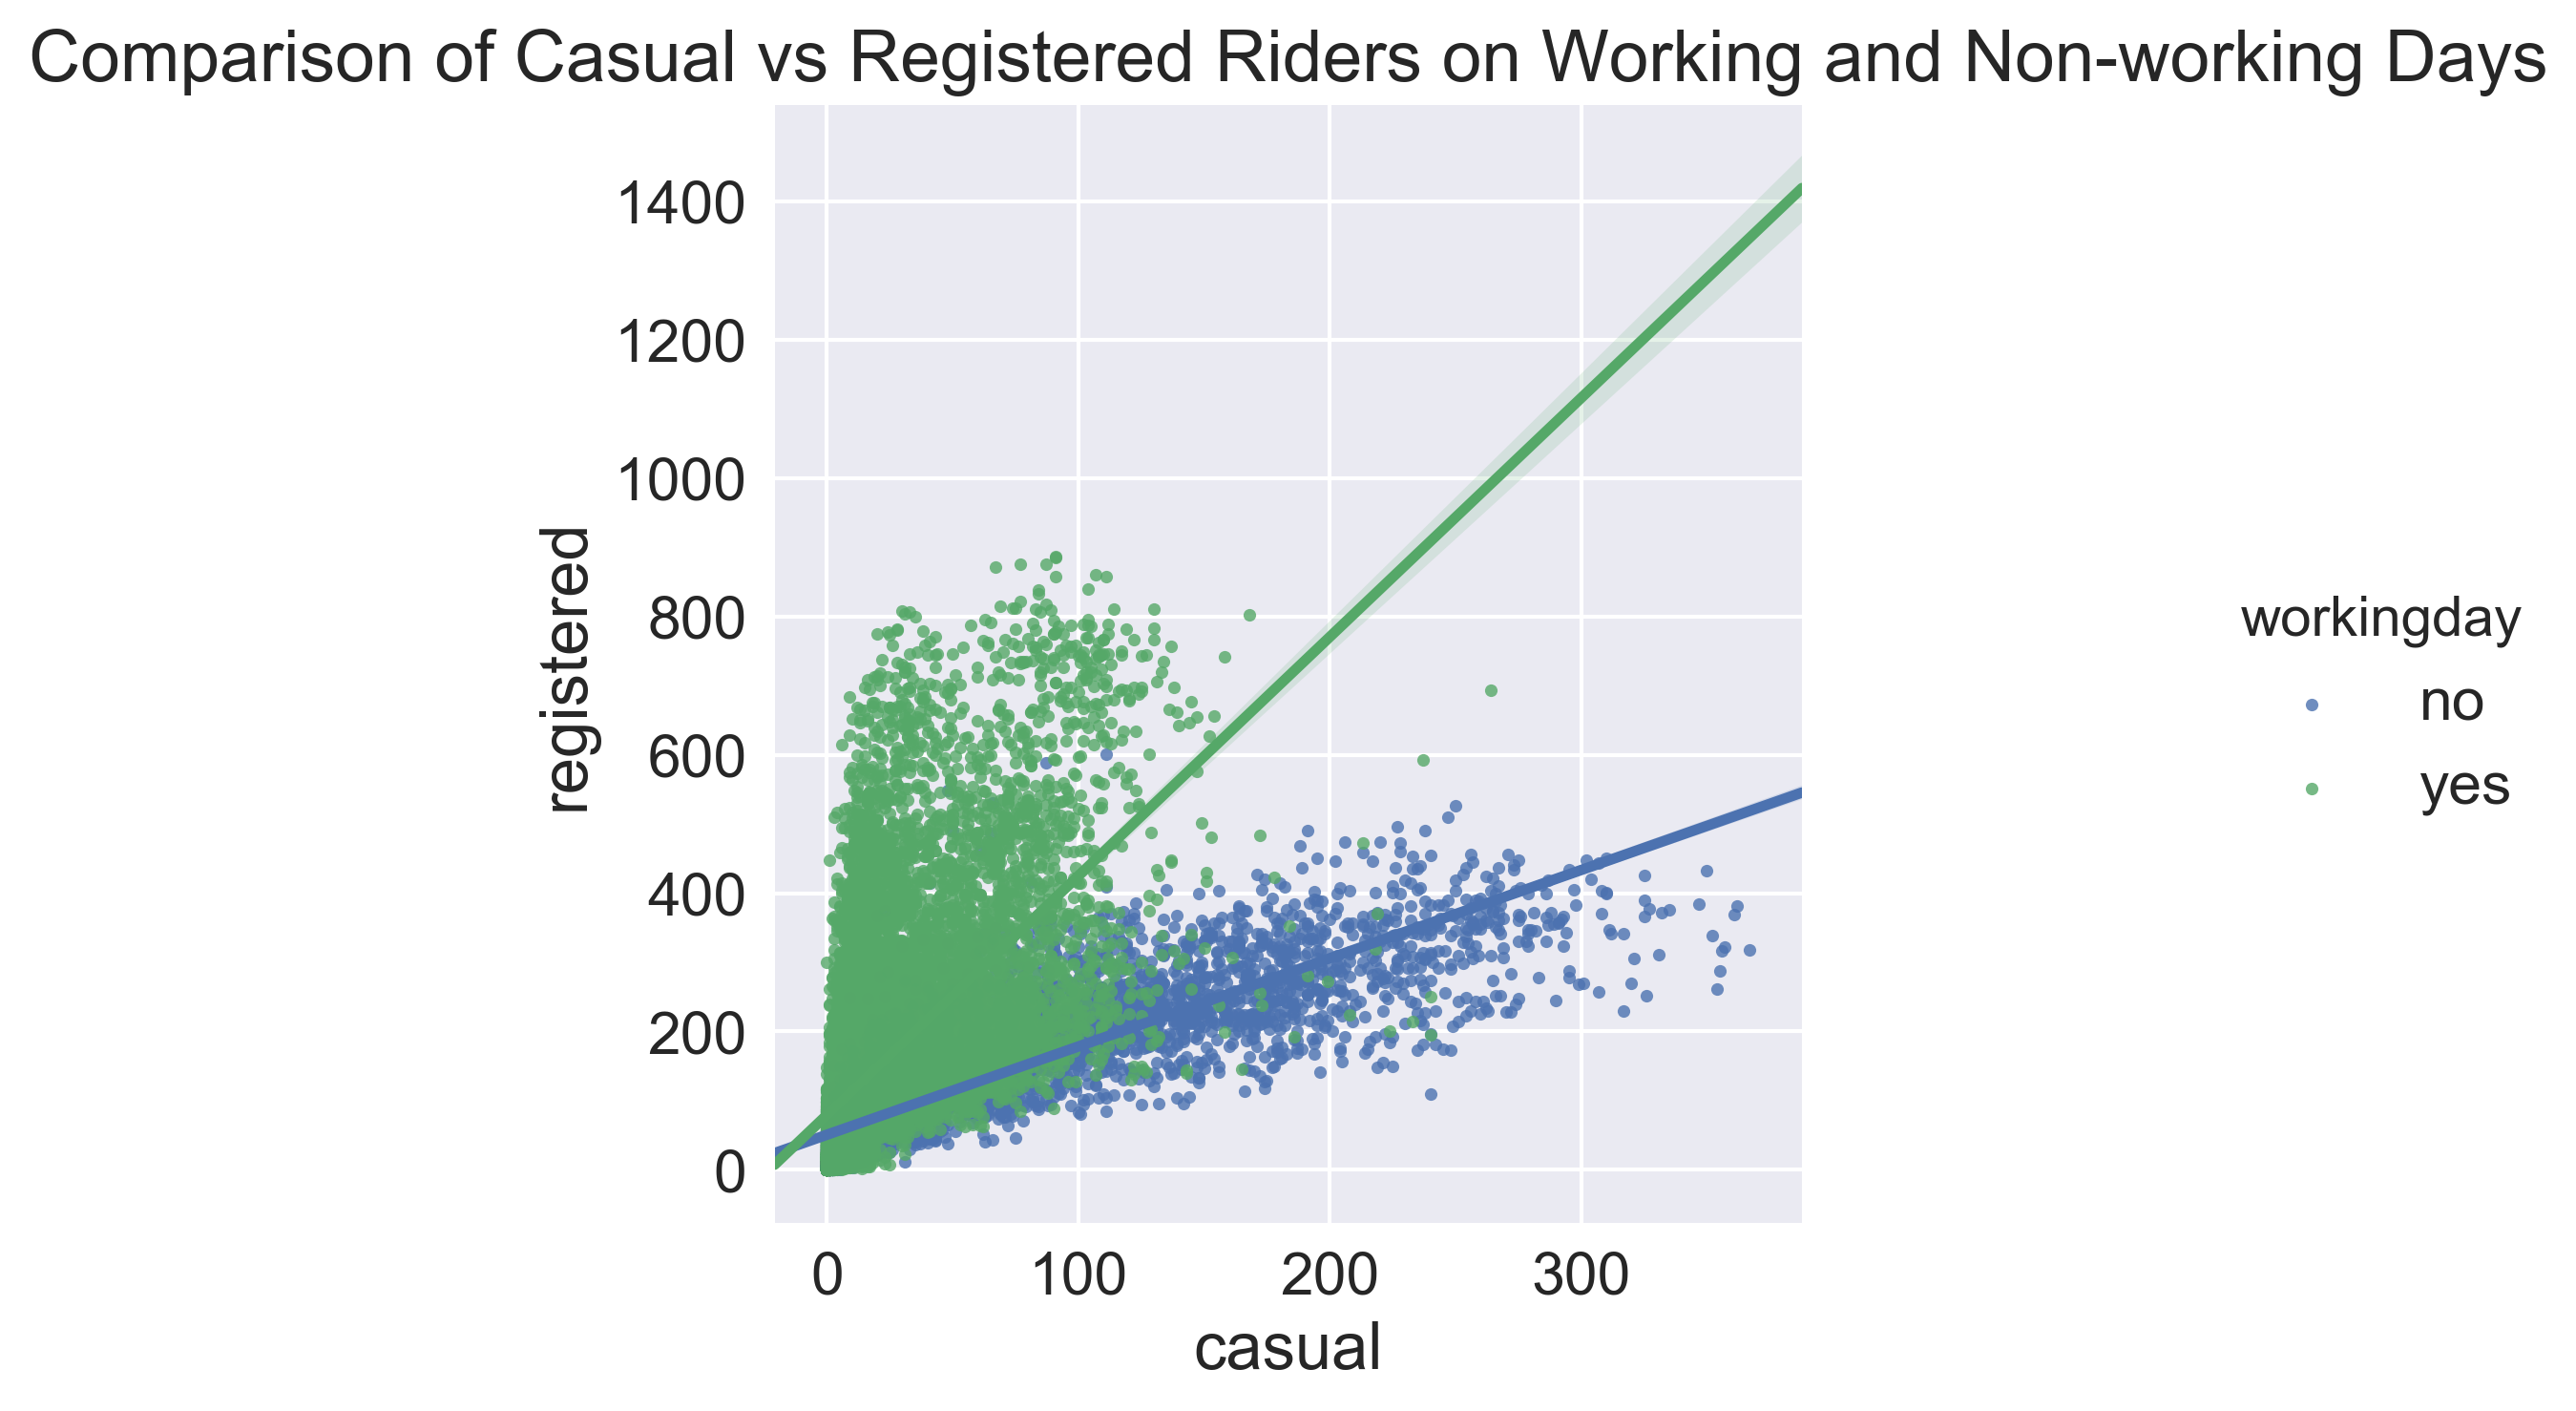 Comparison of Casual vs Registered Riders on Working and Non-working Days
1400
1200
1000
800
600
400
200
0
registered
0 100 200 300
casual
workingday
no
yes